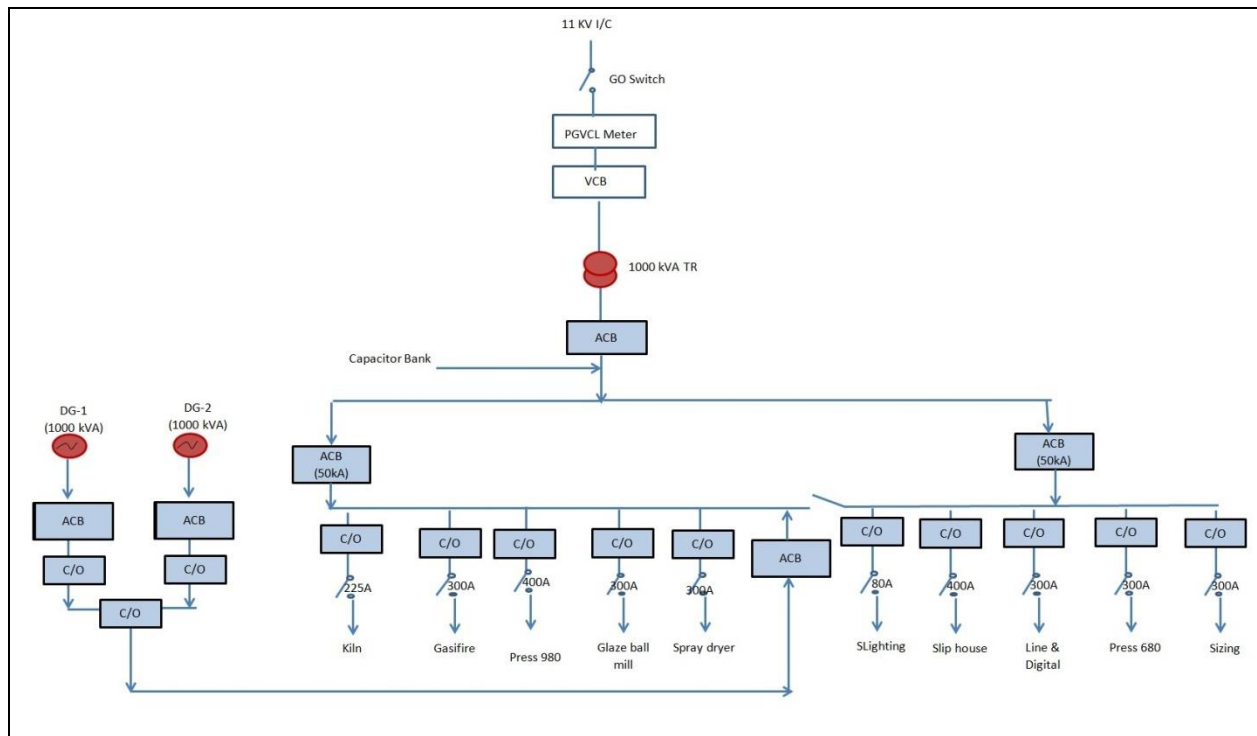 11 KV I/C
GO Switch
PGVCL Meter
VCB
1000 kVA TR
ACB
Capacitor Bank
DG-1
(1000 kVA)
DG-2
(1000 kVA)
ACB
(50kA)
ACB
(50kA)
ACB
ACB
C/O
C/O
C/O
C/O
C/O
C/O
C/O
C/O
ACB
C/O
C/O
C/O
C/O
C/O
225A
300A
400A
300A
300A
80A
400A
300A
300A
300A
Kiln
Gasifire
Press 980
Glaze ball
mill
Spray dryer
SLighting
Slip house
Line &
Digital
Press 680
Sizing